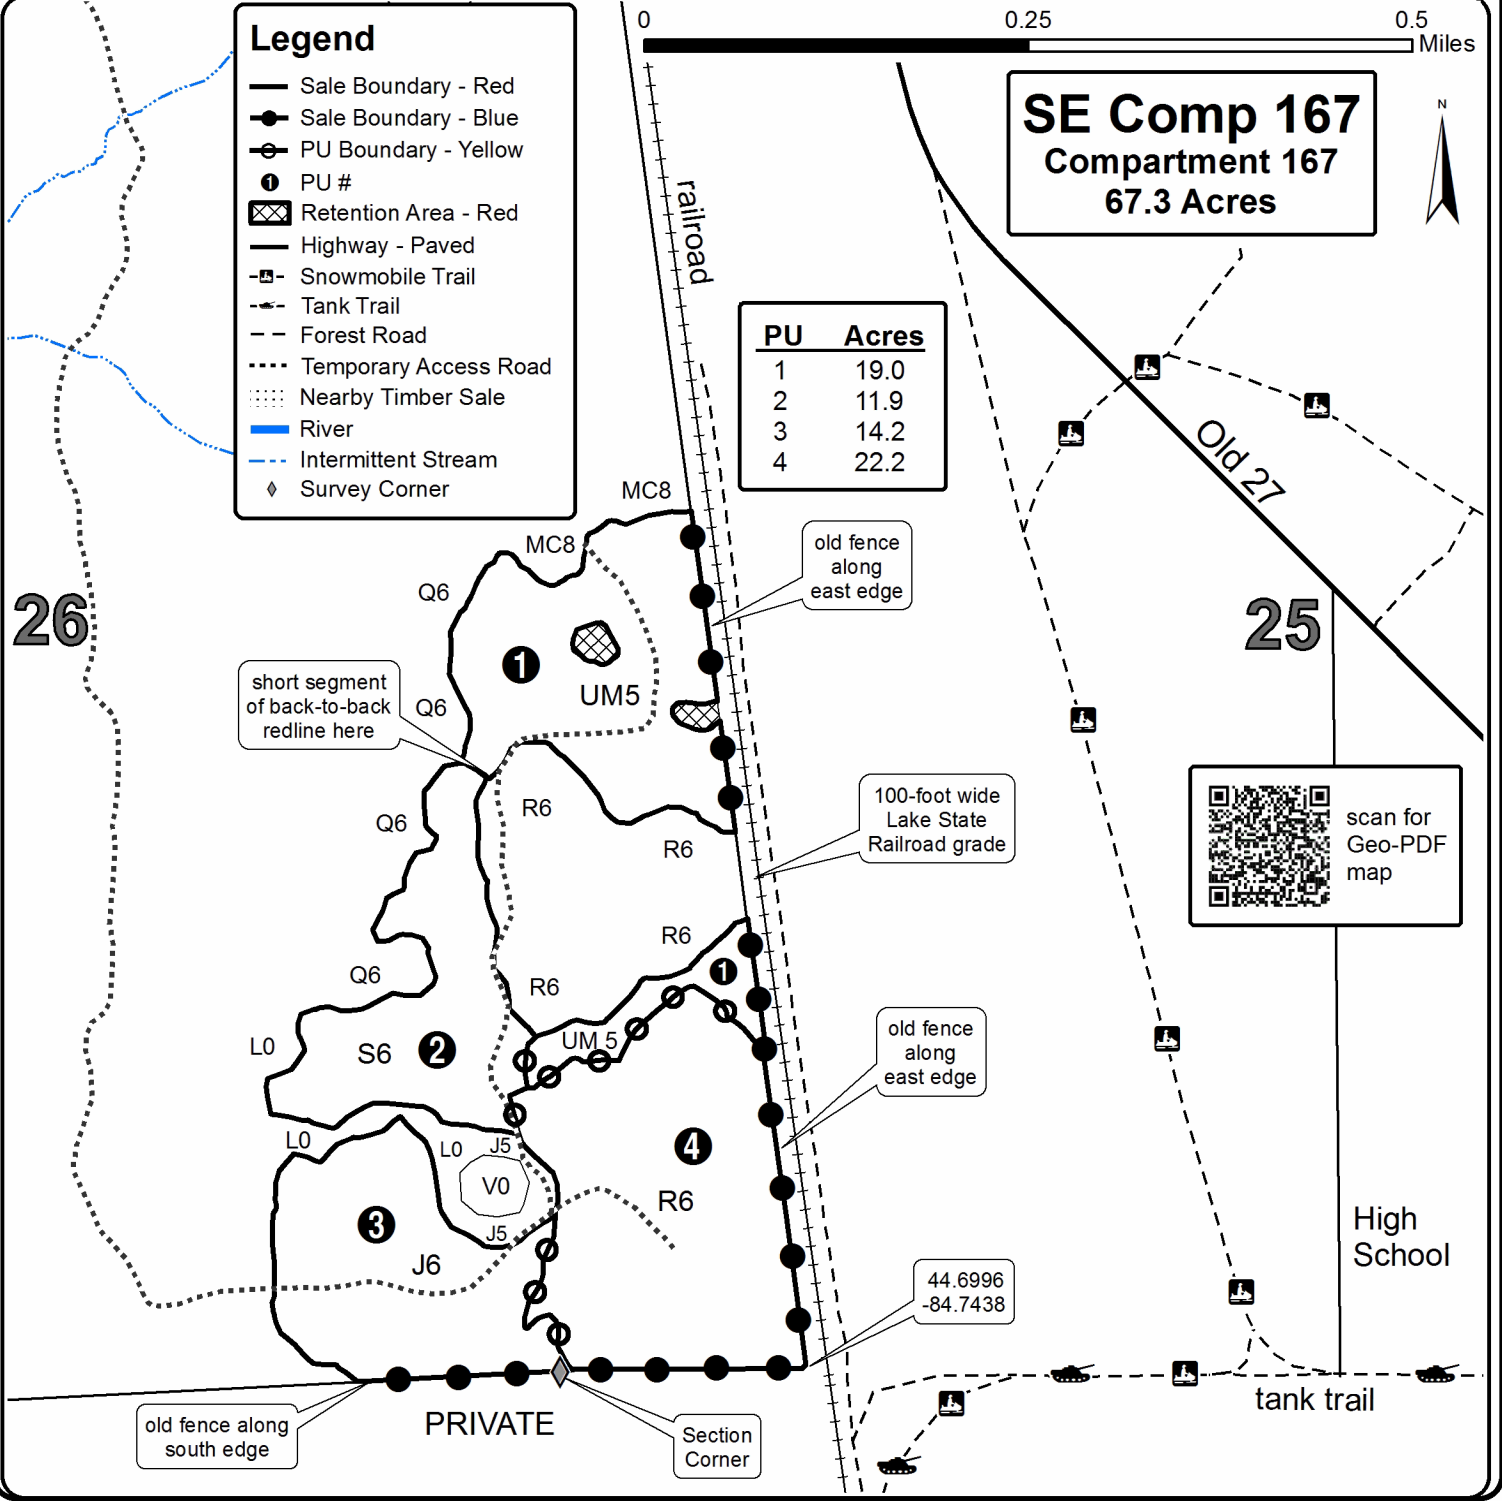 Legend
Sale Boundary - Red
Sale Boundary - Blue
PU Boundary - Yellow
1 PU #
Retention Area - Red
Highway - Paved
Snowmobile Trail
Tank Trail
Forest Road
Temporary Access Road
Nearby Timber Sale
River
Intermittent Stream
Survey Corner
0 0.25 0.5
Miles
SE Comp 167
Compartment 167
67.3 Acres
N
railroad
PU Acres
1 19.0
2 11.9
3 14.2
4 22.2
Old 27
MC8
MC8
old fence
along
east edge
Q6
26
25
1
UM5
short segment
of back-to-back
redline here
Q6
R6
100-foot wide
Lake State
Railroad grade
scan for
Geo-PDF
map
Q6
R6
R6
Q6
1
R6
old fence
along
east edge
L0
S6
2
UM 5
L0
L0
J5
4
V0
R6
3
J5
J6
High
School
44.6996
-84.7438
tank trail
old fence along
south edge
PRIVATE
Section
Corner